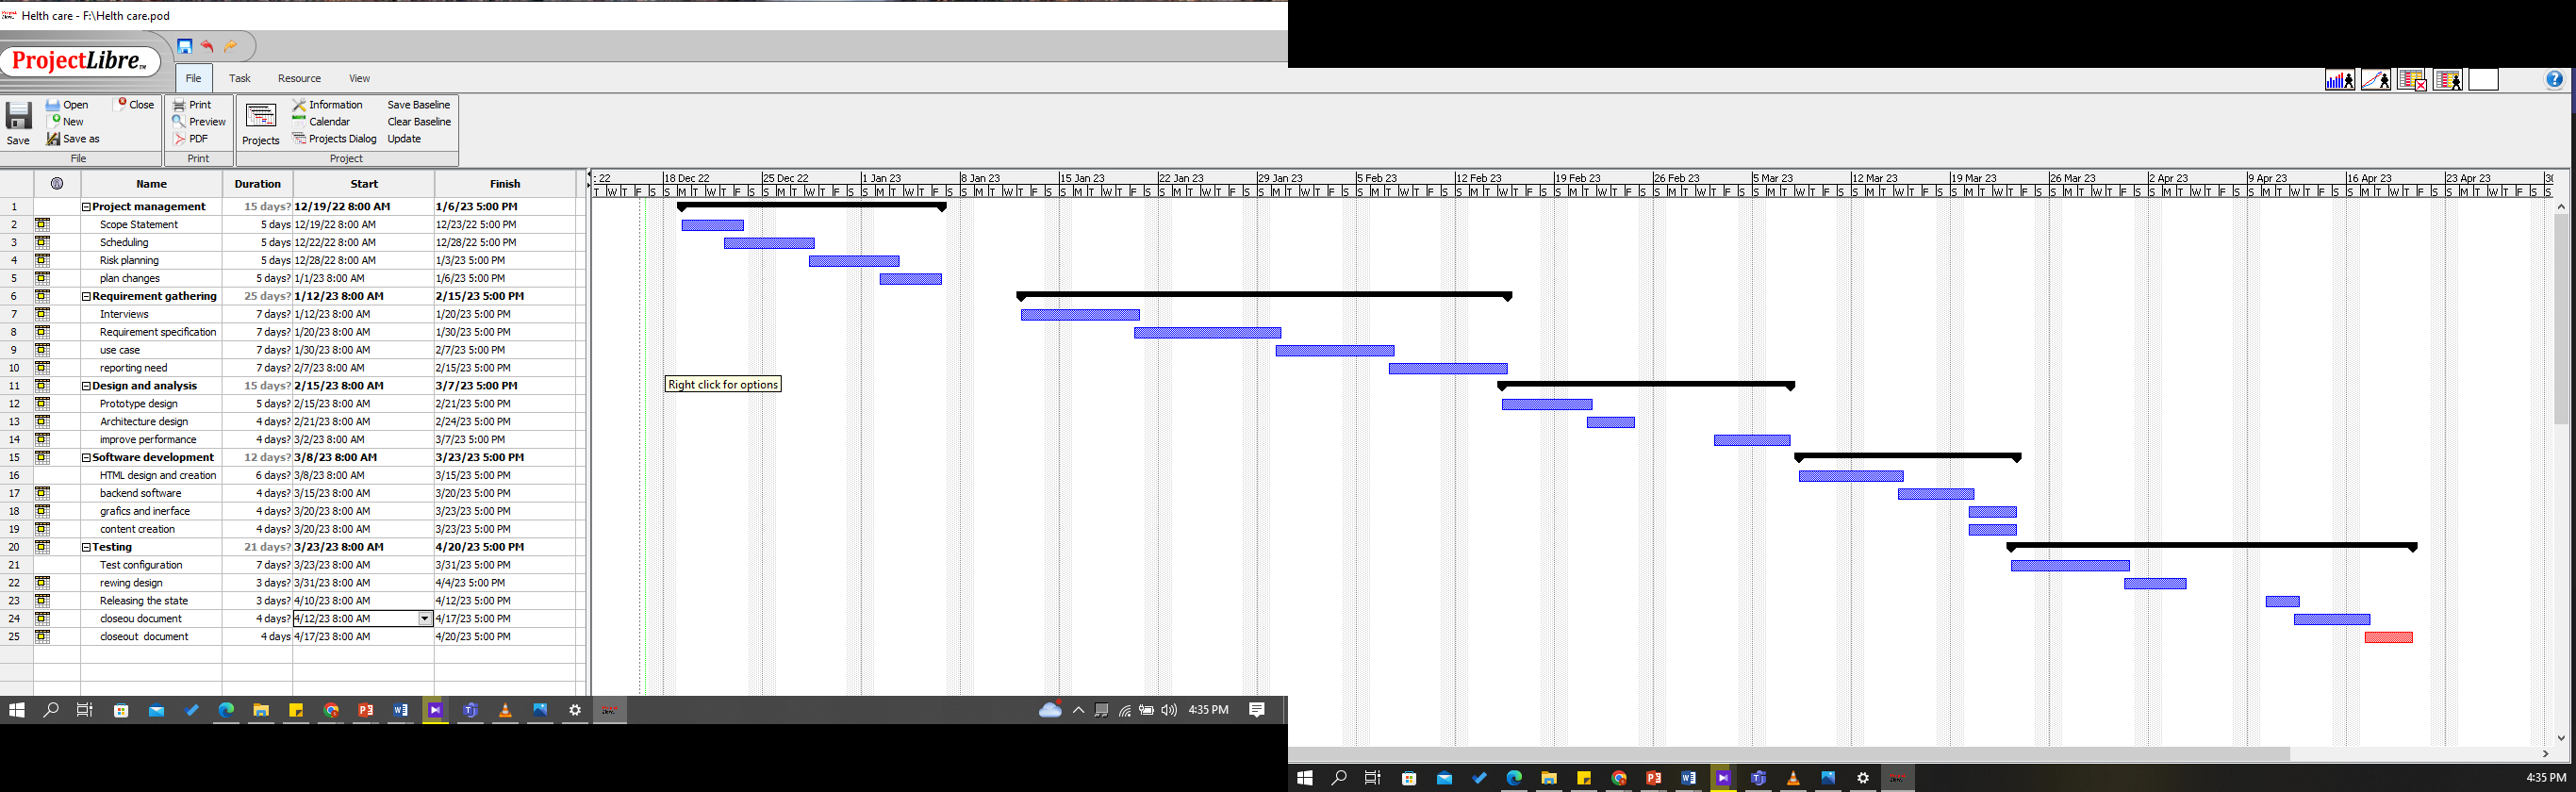 Helth care - F:\Helth care.pod
ProjectLibre™
File Task Resource View
Save Open New Save as Close
Print Preview PDF
Projects Information Calendar Projects Dialog Save Baseline Clear Baseline Update
File Print Project
Name Duration Start Finish
1 Project management 15 days? 12/19/22 8:00 AM 1/6/23 5:00 PM
2 Scope Statement 5 days 12/19/22 8:00 AM 12/23/22 5:00 PM
3 Scheduling 5 days 12/22/22 8:00 AM 12/28/22 5:00 PM
4 Risk planning 5 days 12/28/22 8:00 AM 1/3/23 5:00 PM
5 plan changes 5 days? 1/1/23 8:00 AM 1/6/23 5:00 PM
6 Requirement gathering 25 days? 1/12/23 8:00 AM 2/15/23 5:00 PM
7 Interviews 7 days? 1/12/23 8:00 AM 1/20/23 5:00 PM
8 Requirement specification 7 days? 1/20/23 8:00 AM 1/30/23 5:00 PM
9 use case 7 days? 1/30/23 8:00 AM 2/7/23 5:00 PM
10 reporting need 7 days? 2/7/23 8:00 AM 2/15/23 5:00 PM
11 Design and analysis 15 days? 2/15/23 8:00 AM 3/7/23 5:00 PM
12 Prototype design 5 days? 2/15/23 8:00 AM 2/21/23 5:00 PM
13 Architecture design 4 days? 2/21/23 8:00 AM 2/24/23 5:00 PM
14 improve performance 4 days? 3/2/23 8:00 AM 3/7/23 5:00 PM
15 Software development 12 days? 3/8/23 8:00 AM 3/23/23 5:00 PM
16 HTML design and creation 6 days? 3/8/23 8:00 AM 3/15/23 5:00 PM
17 backend software 4 days? 3/15/23 8:00 AM 3/20/23 5:00 PM
18 grafics and inerface 4 days? 3/20/23 8:00 AM 3/23/23 5:00 PM
19 content creation 4 days? 3/20/23 8:00 AM 3/23/23 5:00 PM
20 Testing 21 days? 3/23/23 8:00 AM 4/20/23 5:00 PM
21 Test configuration 7 days? 3/23/23 8:00 AM 3/31/23 5:00 PM
22 rewing design 3 days? 3/31/23 8:00 AM 4/4/23 5:00 PM
23 Releasing the state 3 days? 4/10/23 8:00 AM 4/12/23 5:00 PM
24 closeou document 4 days? 4/12/23 8:00 AM 4/17/23 5:00 PM
25 closeout document 4 days 4/17/23 8:00 AM 4/20/23 5:00 PM
: 22 18 Dec 22 25 Dec 22 1 Jan 23 8 Jan 23 15 Jan 23 22 Jan 23 29 Jan 23 5 Feb 23 12 Feb 23 19 Feb 23 26 Feb 23 5 Mar 23 12 Mar 23 19 Mar 23 26 Mar 23 2 Apr 23 9 Apr 23 16 Apr 23 23 Apr 23
Right click for options
4:35 PM
4:35 PM